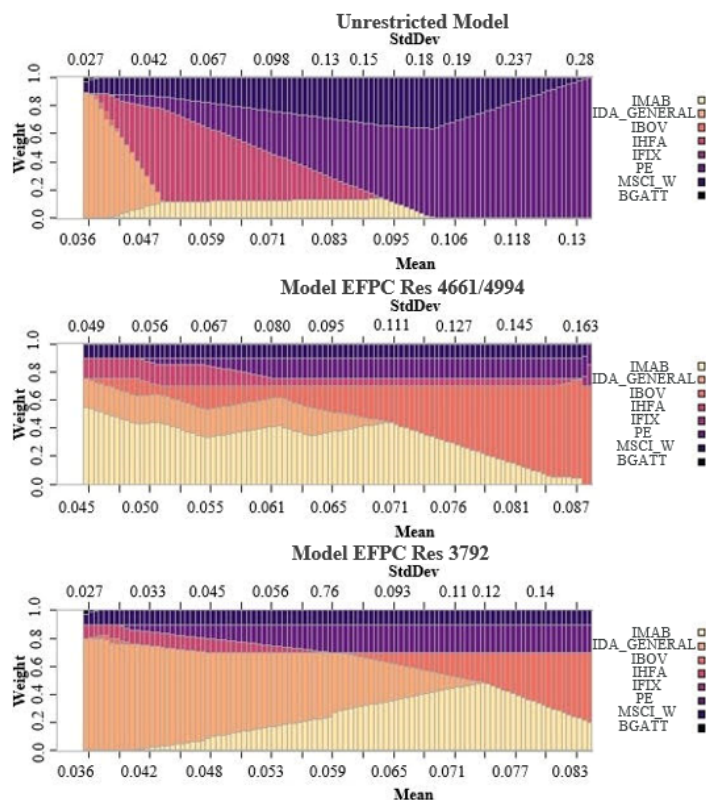 Unrestricted Model
StdDev
0.027 0.042 0.067 0.098 0.13 0.15 0.18 0.19 0.237 0.28
Weight
0.0 0.2 0.4 0.6 0.8 1.0
IMAB
IDA_GENERAL
IBOV
IHFA
IFIX
PE
MSCI_W
BGATT
0.036 0.047 0.059 0.071 0.083 0.095 0.106 0.118 0.13
Mean
Model EFPC Res 4661/4994
StdDev
0.049 0.056 0.067 0.080 0.095 0.111 0.127 0.145 0.163
Weight
0.0 0.2 0.4 0.6 0.8 1.0
IMAB
IDA_GENERAL
IBOV
IHFA
IFIX
PE
MSCI_W
BGATT
0.045 0.050 0.055 0.061 0.065 0.071 0.076 0.081 0.087
Mean
Model EFPC Res 3792
StdDev
0.027 0.033 0.045 0.056 0.76 0.093 0.11 0.12 0.14
Weight
0.0 0.2 0.4 0.6 0.8 1.0
IMAB
IDA_GENERAL
IBOV
IHFA
IFIX
PE
MSCI_W
BGATT
0.036 0.042 0.048 0.053 0.059 0.065 0.071 0.077 0.083
Mean